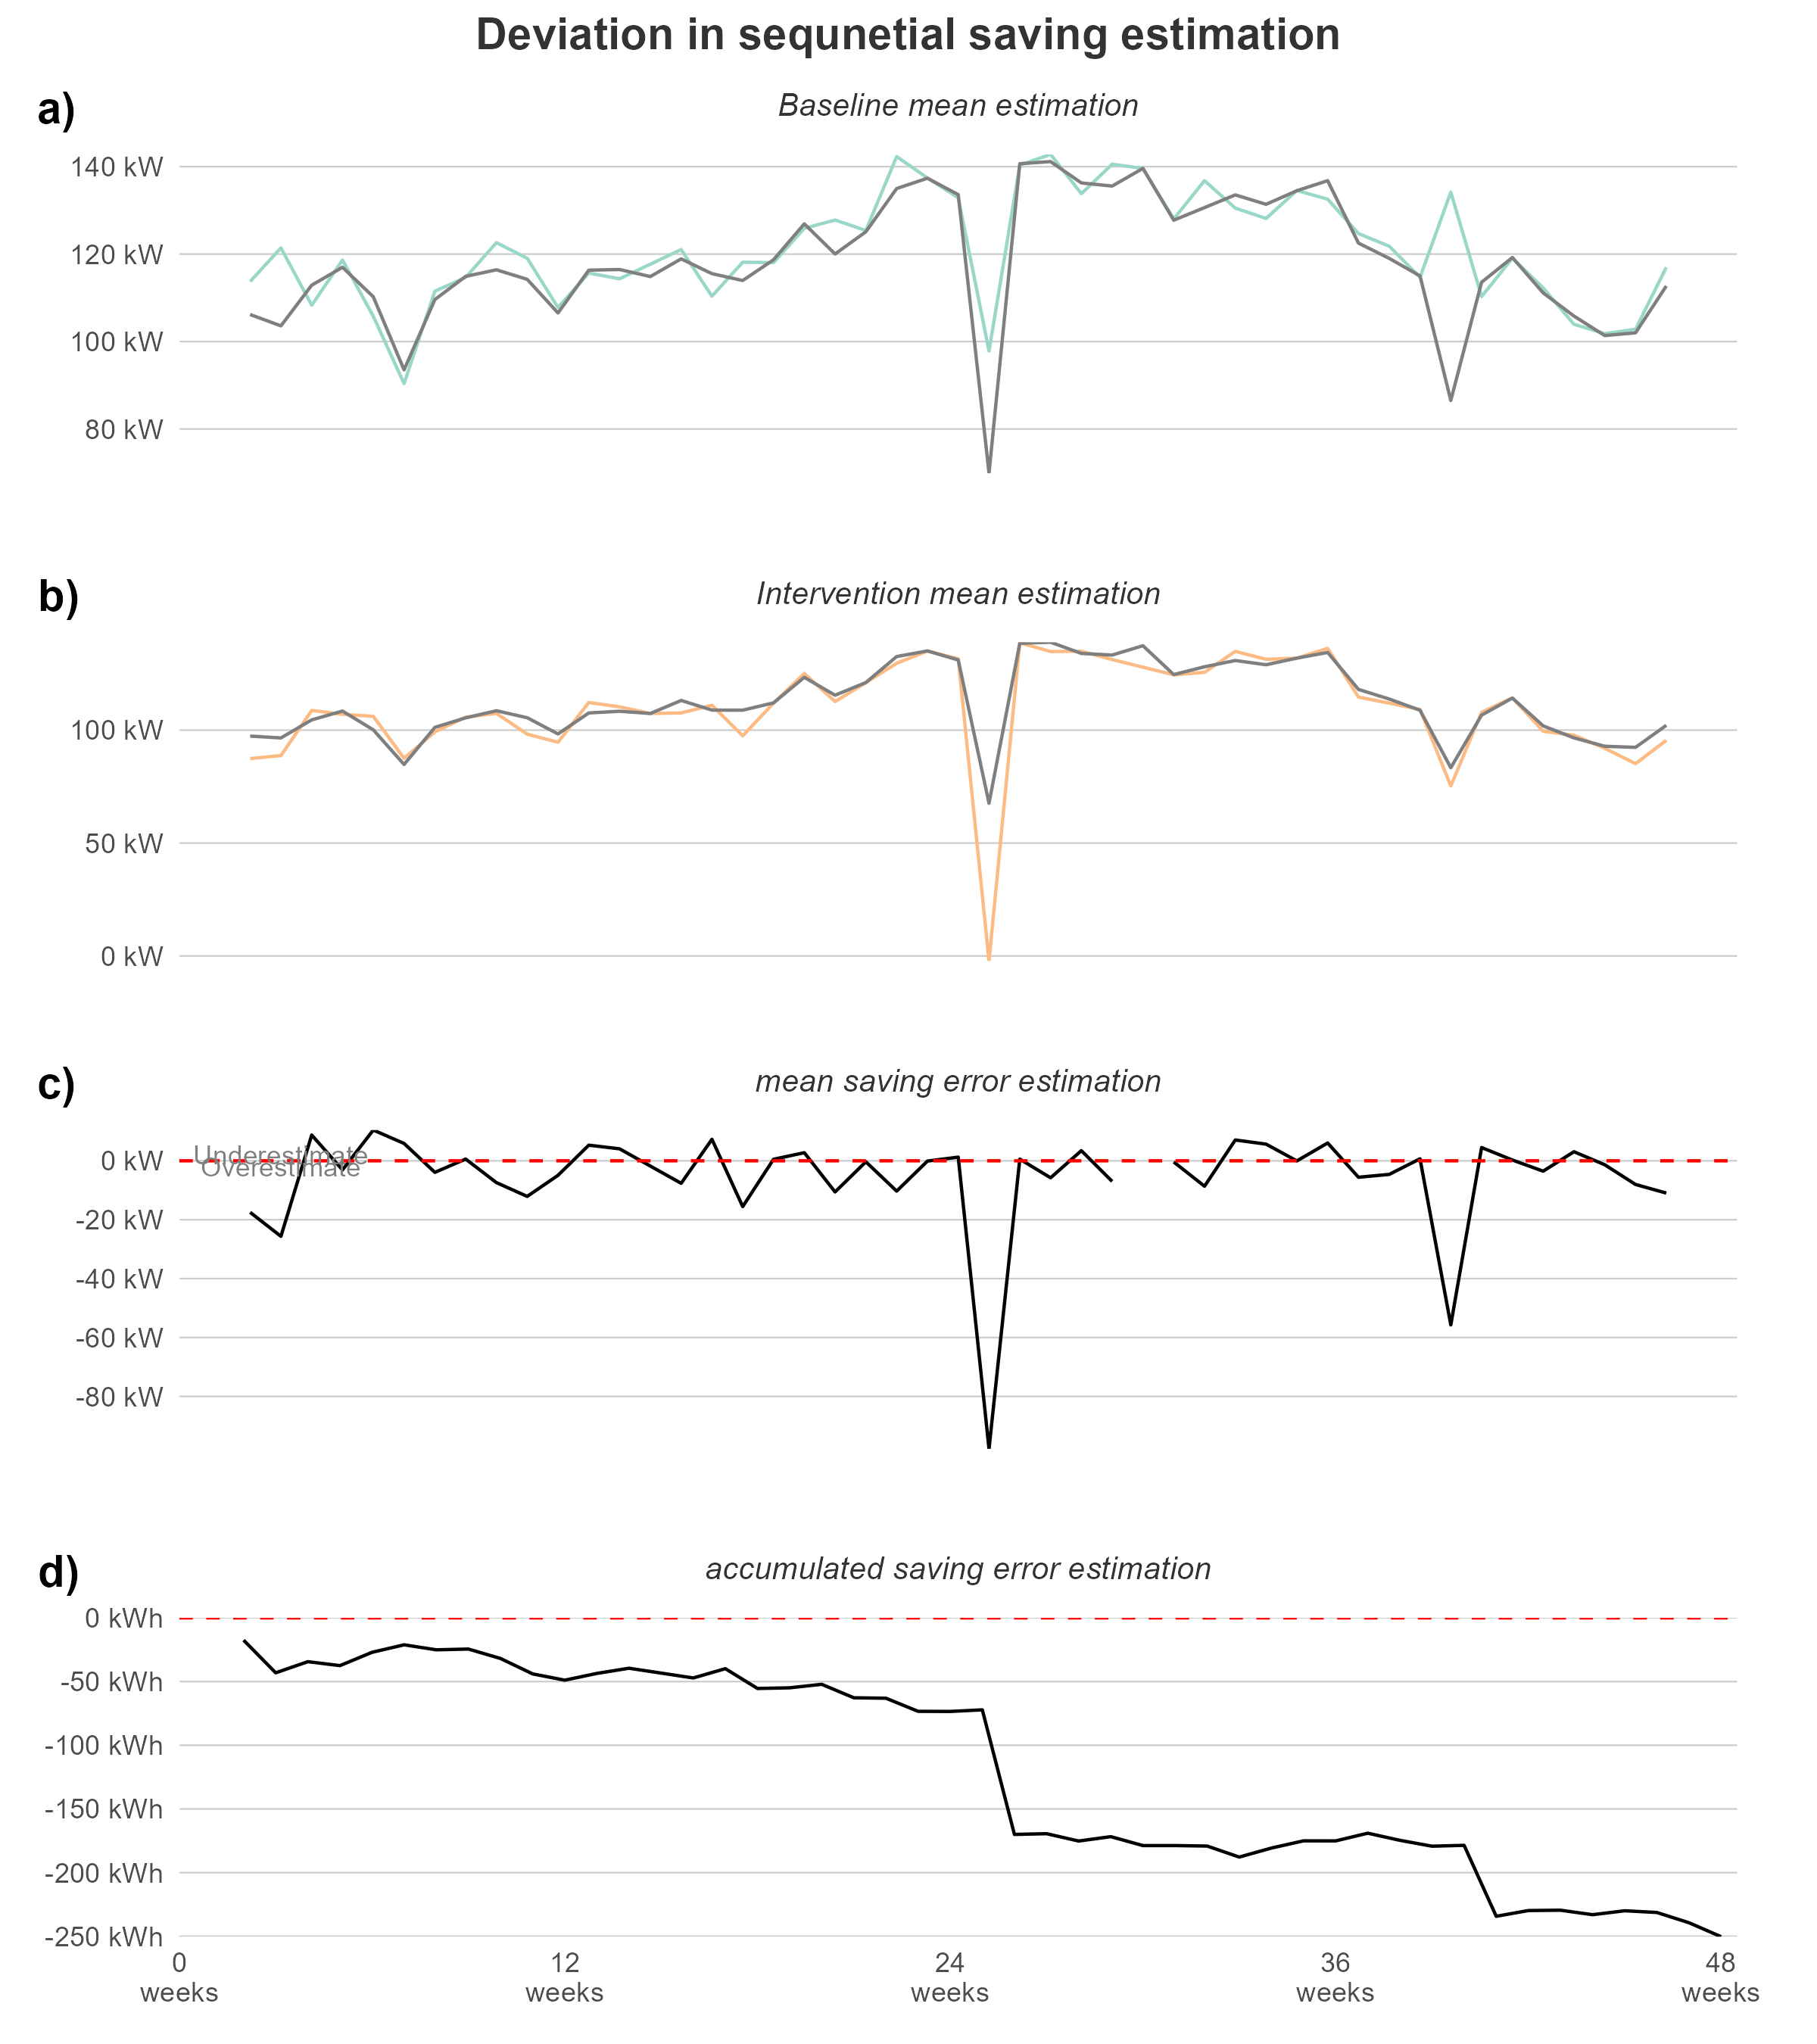 Deviation in sequnetial saving estimation
a)
Baseline mean estimation
140 kW
120 kW
100 kW
80 kW
b)
Intervention mean estimation
100 kW
50 kW
0 kW
c)
mean saving error estimation
Underestimate
0 kW
Overestimate
-20 kW
-40 kW
-60 kW
-80 kW
d)
accumulated saving error estimation
0 kWh
-50 kWh
-100 kWh
-150 kWh
-200 kWh
-250 kWh
0
weeks
12
weeks
24
weeks
36
weeks
48
weeks